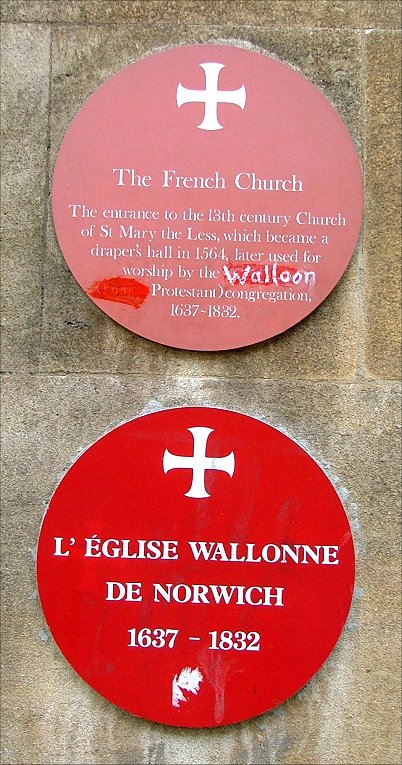 The French Church
The entrance to the 13th century Church
of St Mary the Less, which became a
draper's hall in 1564, later used for
worship by the Walloon
Protestant) congregation,
1637~1832.
L' ÉGLISE WALLONNE
DE NORWICH
1637 - 1832